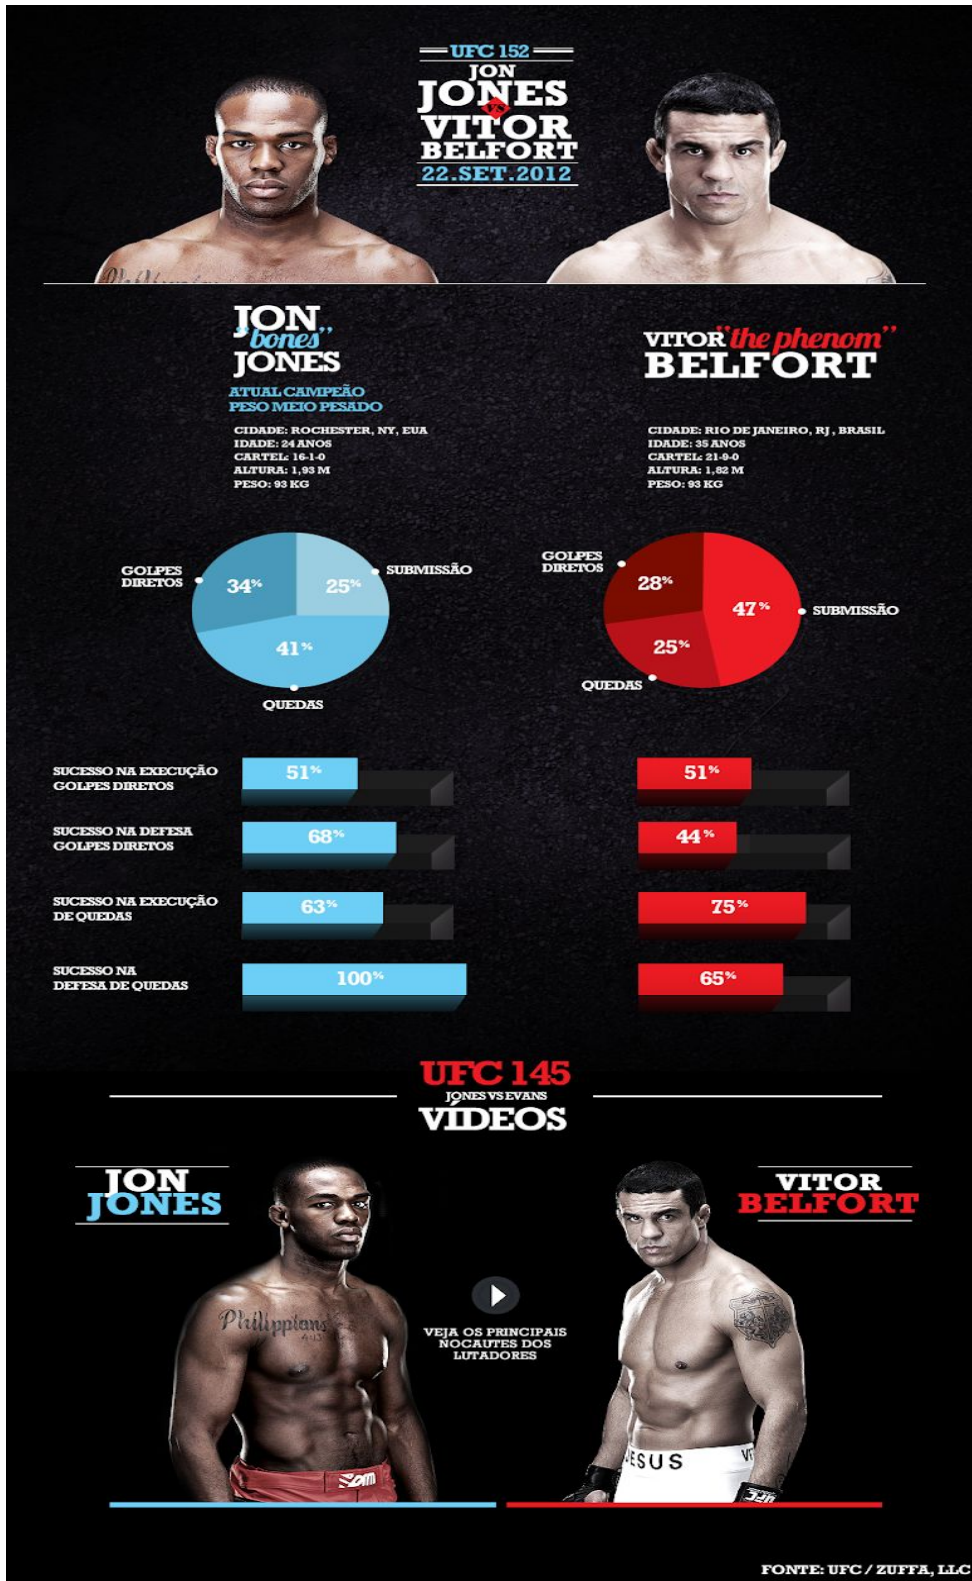 UFC 152
JON
JONES
VS
VITOR
BELFORT
22.SET.2012
JON
"bones"
JONES
ATUAL CAMPEÃO
PESO MEIO PESADO
CIDADE: ROCHESTER, NY, EUA
IDADE: 24 ANOS
CARTEL: 16-1-0
ALTURA: 1,93 M
PESO: 93 KG
VITOR "the phenom"
BELFORT
CIDADE: RIO DE JANEIRO, RJ, BRASIL
IDADE: 35 ANOS
CARTEL: 21-9-0
ALTURA: 1,82 M
PESO: 93 KG
GOLPES
DIRETOS
34%
25%
SUBMISSÃO
41%
QUEDAS
GOLPES
DIRETOS
28%
47%
SUBMISSÃO
25%
QUEDAS
SUCESSO NA EXECUÇÃO
GOLPES DIRETOS
51%
51%
SUCESSO NA DEFESA
GOLPES DIRETOS
68%
44%
SUCESSO NA EXECUÇÃO
DE QUEDAS
63%
75%
SUCESSO NA
DEFESA DE QUEDAS
100%
65%
UFC 145
JONES VS EVANS
VÍDEOS
JON
JONES
VITOR
BELFORT
Philippians
VEJA OS PRINCIPAIS
NOCAUTES DOS
LUTADORES
JESUS
UFC
FONTE: UFC / ZUFFA, LLC